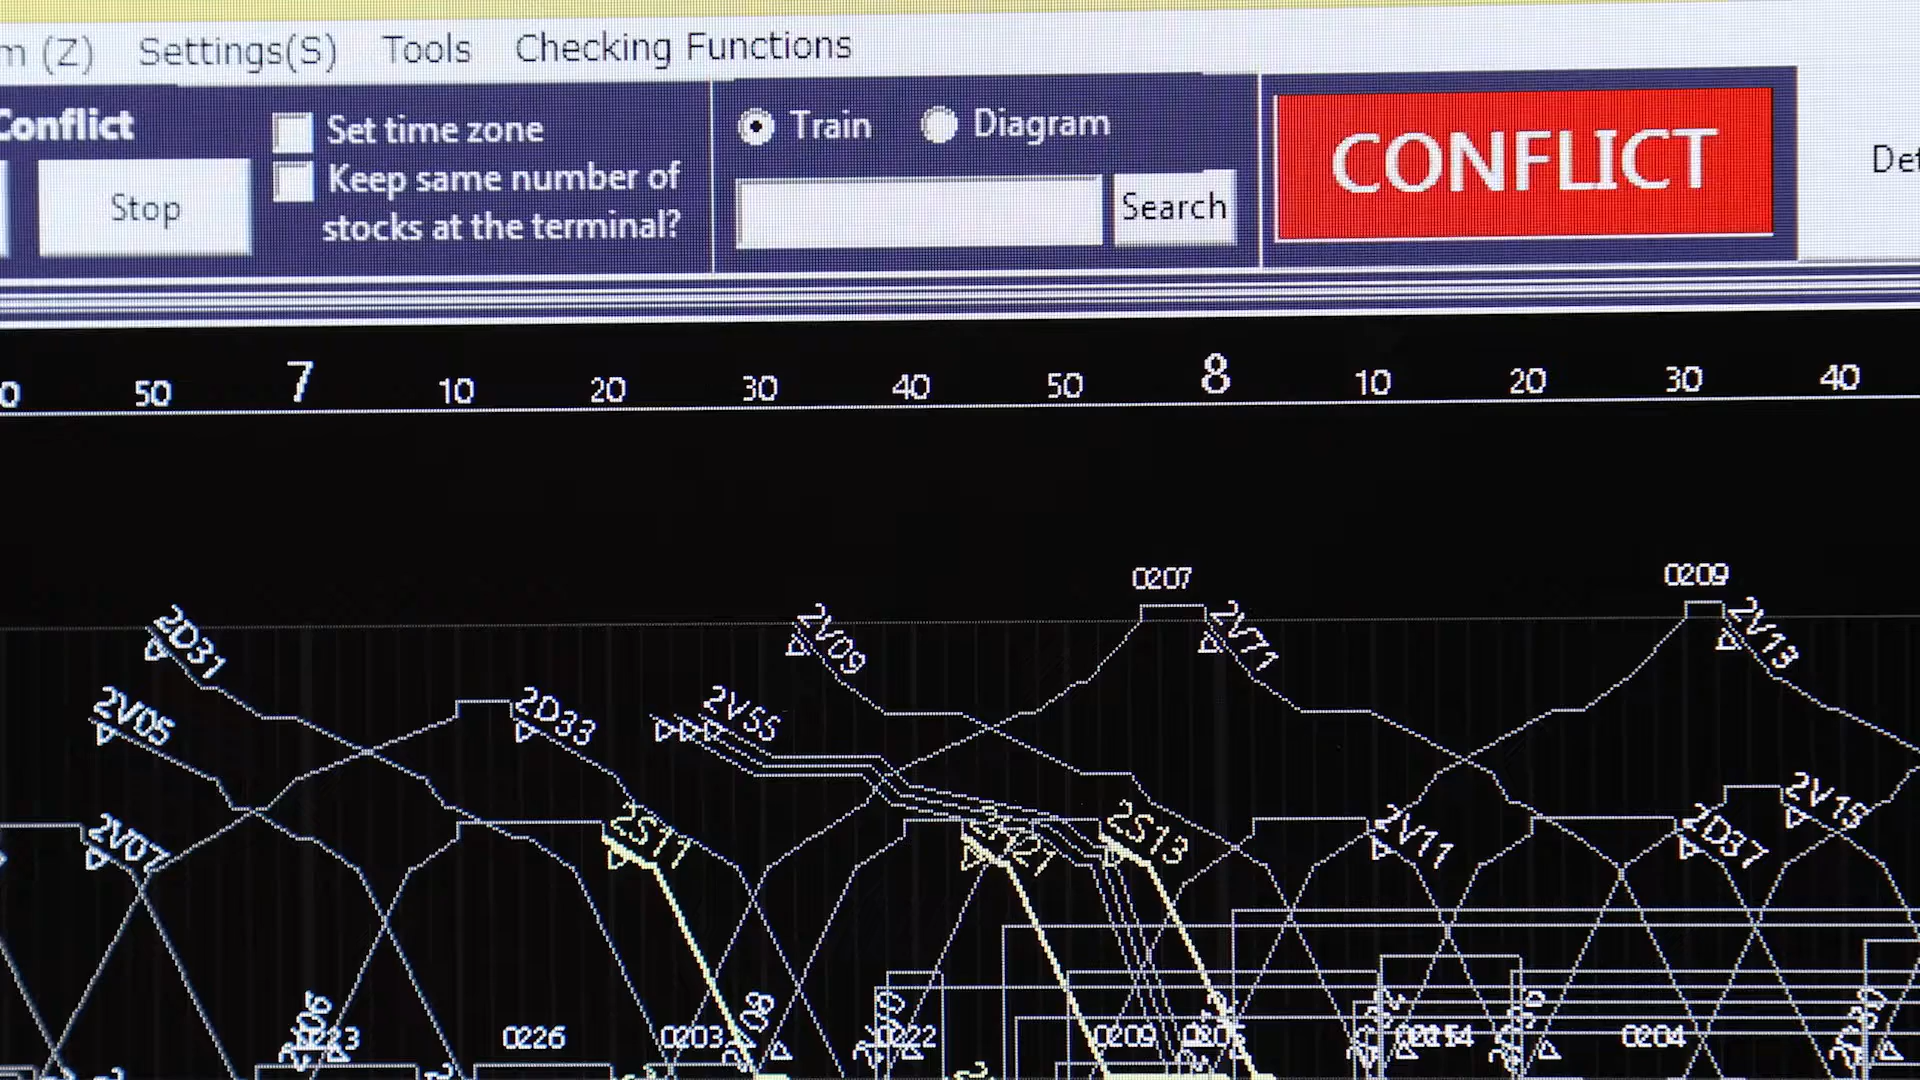 m (Z) Settings(S) Tools Checking Functions
Conflict
Set time zone
Train Diagram
CONFLICT
Stop
Keep same number of
stocks at the terminal?
Search
50 7 10 20 30 40 50 8 10 20 30 40
0207
0209
2D31
2V09
2V71
2V13
2V05
2D33
2V55
2V07
2S11
2S13
2V11
2D37
2V15
0226
0203
0209
0204